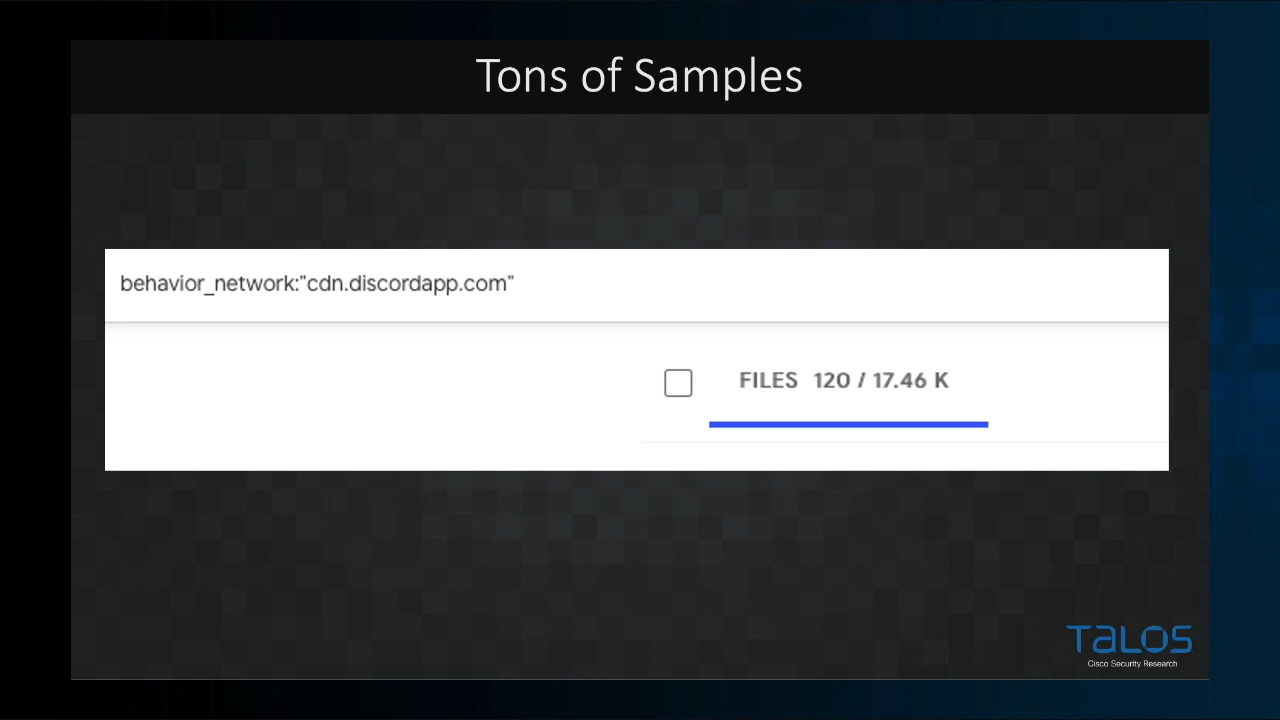 Tons of Samples
behavior_network:"cdn.discordapp.com"
FILES 120 / 17.46 K
TALOS
Cisco Security Research